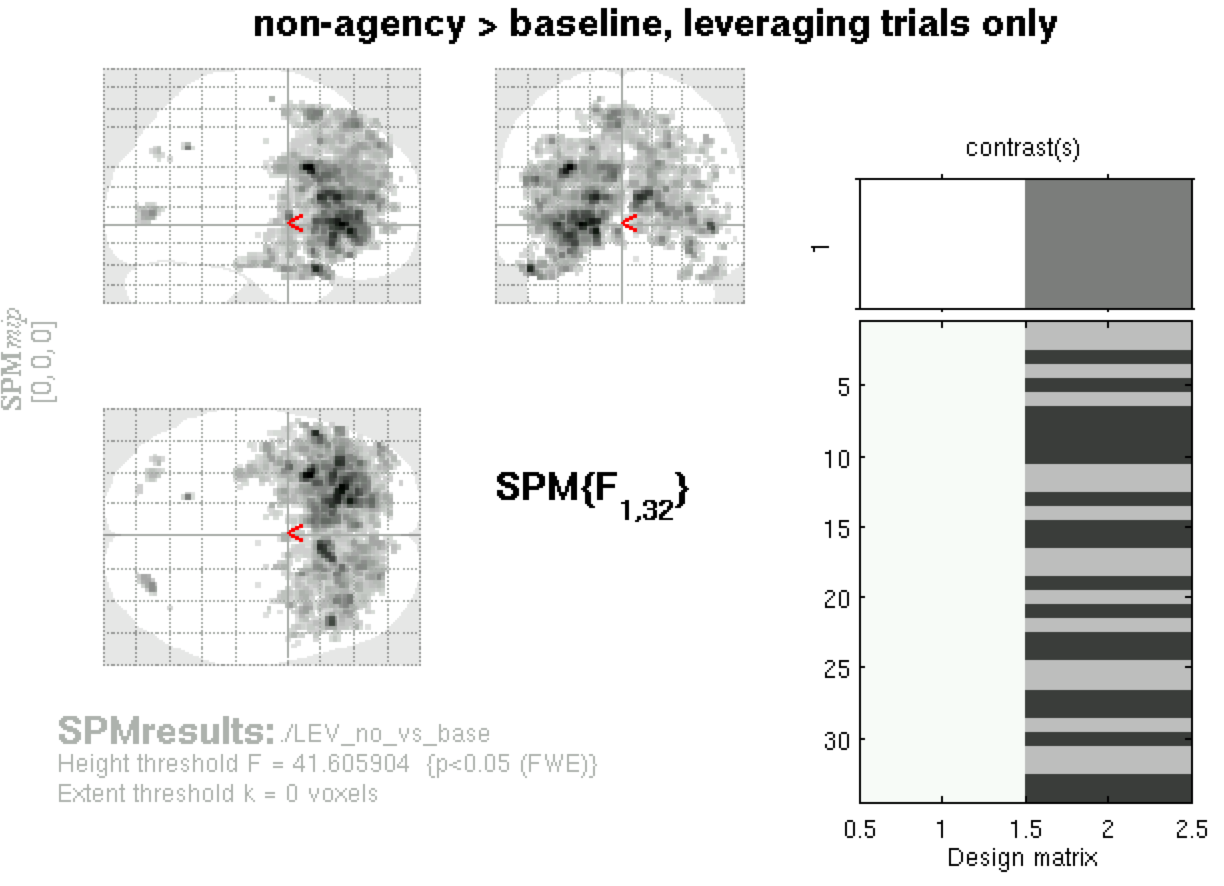 non-agency > baseline, leveraging trials only
SPMmip
[0, 0, 0]
SPM{F1,32}
SPMresults: ./LEV_no_vs_base
Height threshold F = 41.605904 {p<0.05 (FWE)}
Extent threshold k = 0 voxels
contrast(s)
1
5
10
15
20
25
30
0.5 1 1.5 2 2.5
Design matrix